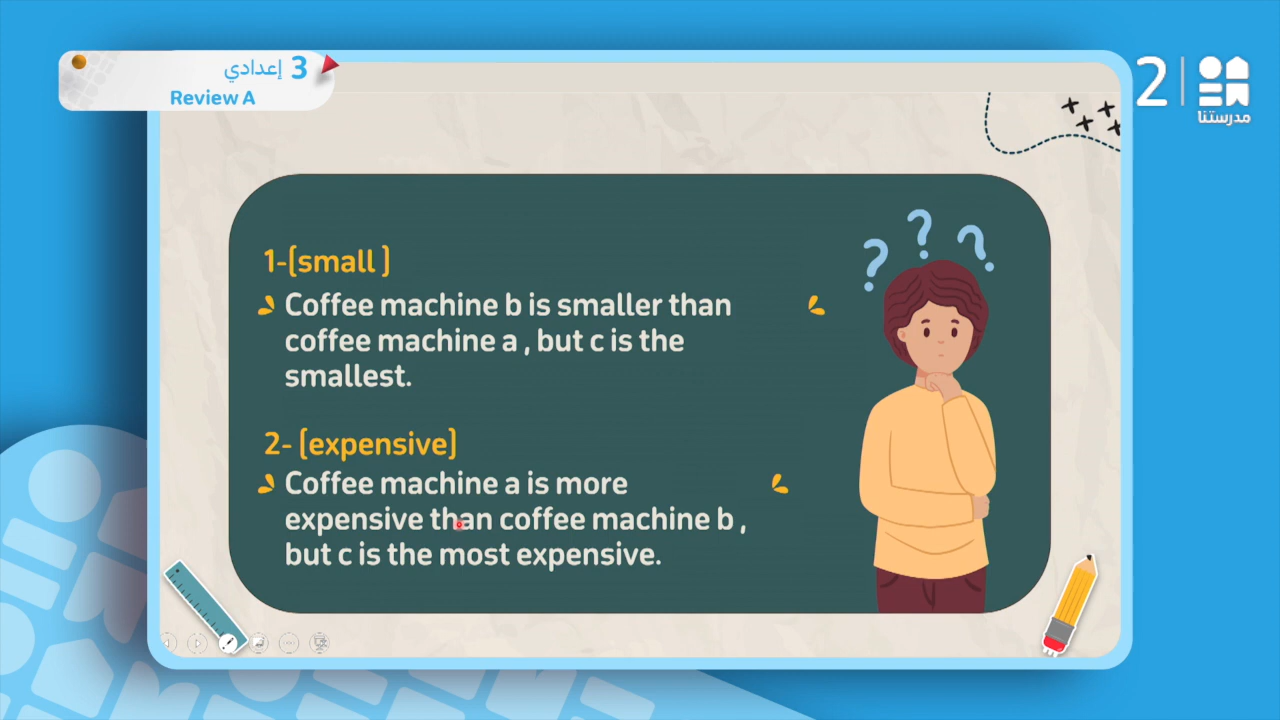 3 إعدادي
Review A
2
مدرستنا
1-[small ]
Coffee machine b is smaller than
coffee machine a , but c is the
smallest.
2- [expensive]
Coffee machine a is more
expensive than coffee machine b ,
but c is the most expensive.